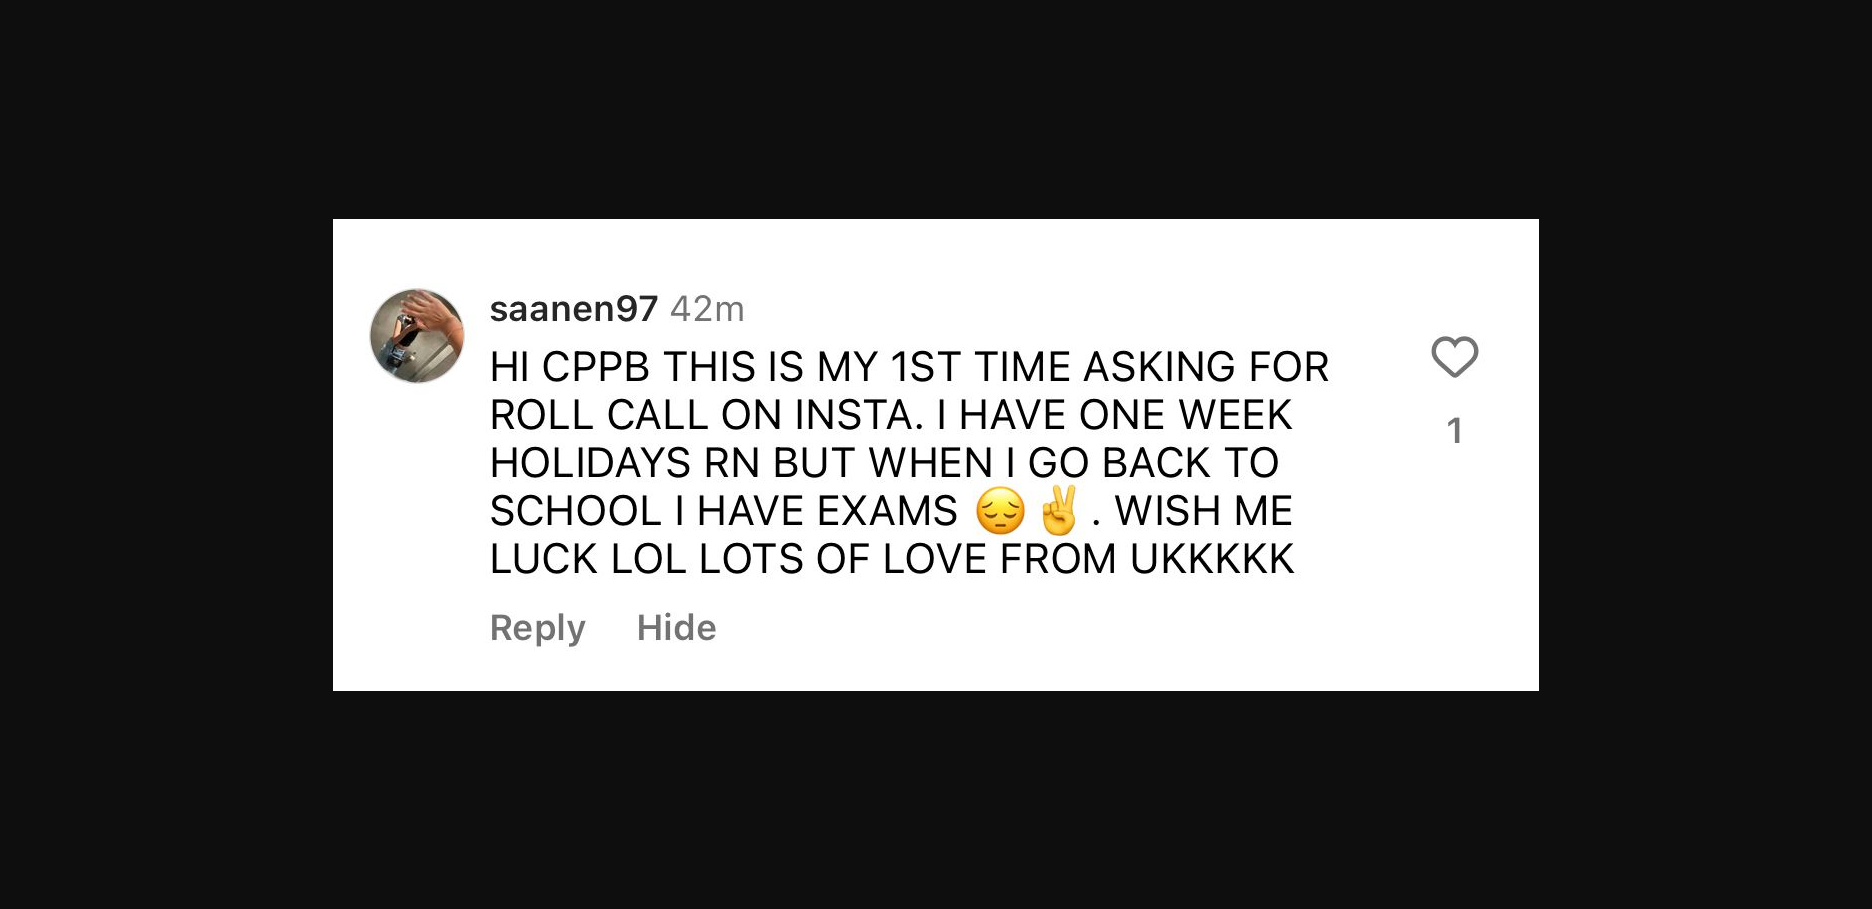 saanen97 42m
HI CPPB THIS IS MY 1ST TIME ASKING FOR
ROLL CALL ON INSTA. I HAVE ONE WEEK
HOLIDAYS RN BUT WHEN I GO BACK TO
SCHOOL I HAVE EXAMS 😔✌️. WISH ME
LUCK LOL LOTS OF LOVE FROM UKKKKK
1
Reply Hide